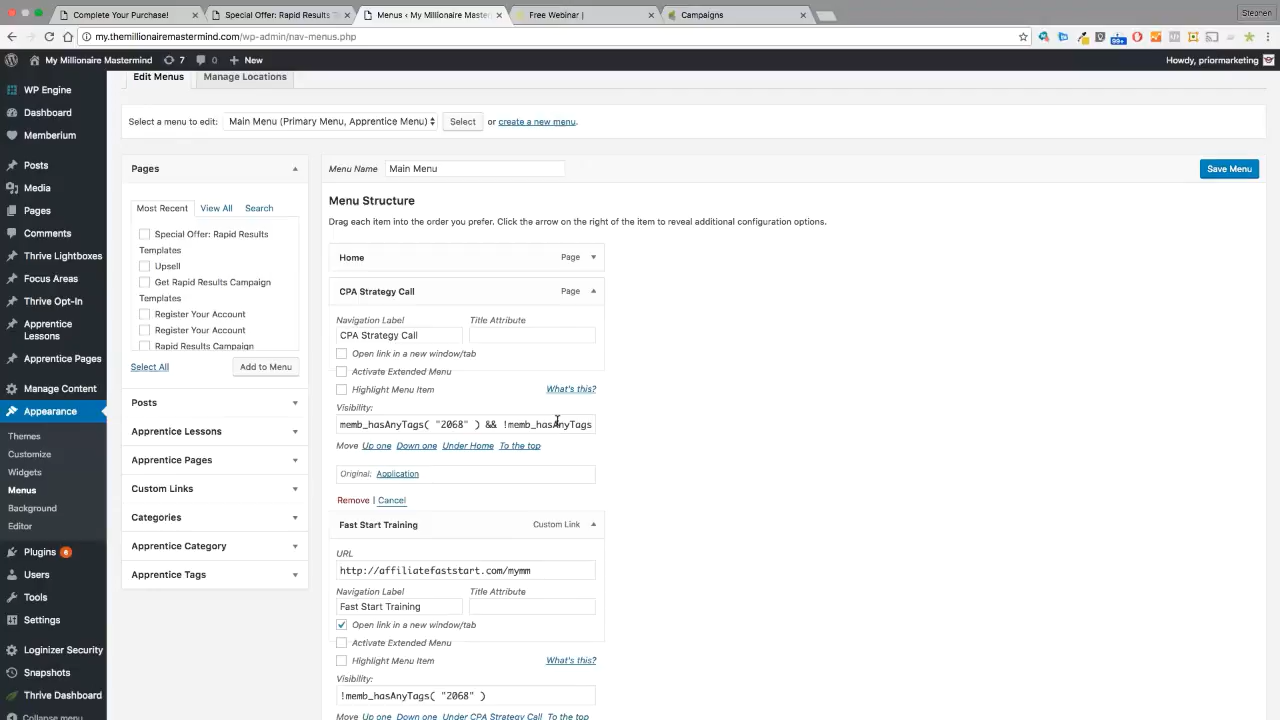 Complete Your Purchase!
Special Offer: Rapid Results T
Menus ‹ My Millionaire Master
Free Webinar |
Campaigns
Stephen
my.themillionairemastermind.com/wp-admin/nav-menus.php
99+
My Millionaire Mastermind 7 0 + New
Howdy, priormarketing
WP Engine
Dashboard
Memberium
Posts
Media
Pages
Comments
Thrive Lightboxes
Focus Areas
Thrive Opt-In
Apprentice
Lessons
Apprentice Pages
Manage Content
Appearance
Themes
Customize
Widgets
Menus
Background
Editor
Plugins 6
Users
Tools
Settings
Loginizer Security
Snapshots
Thrive Dashboard
Collapse menu
Edit Menus
Manage Locations
Select a menu to edit: Main Menu (Primary Menu, Apprentice Menu) Select or create a new menu.
Pages
Most Recent View All Search
Special Offer: Rapid Results
Templates
Upsell
Get Rapid Results Campaign
Templates
Register Your Account
Register Your Account
Rapid Results Campaign
Select All
Add to Menu
Posts
Apprentice Lessons
Apprentice Pages
Custom Links
Categories
Apprentice Category
Apprentice Tags
Menu Name Main Menu
Save Menu
Menu Structure
Drag each item into the order you prefer. Click the arrow on the right of the item to reveal additional configuration options.
Home Page
CPA Strategy Call Page
Navigation Label Title Attribute
CPA Strategy Call
Open link in a new window/tab
Activate Extended Menu
Highlight Menu Item What's this?
Visibility:
memb_hasAnyTags( "2068" ) && !memb_hasAnyTags
Move Up one Down one Under Home To the top
Original: Application
Remove | Cancel
Fast Start Training Custom Link
URL
http://affiliatefaststart.com/mymm
Navigation Label Title Attribute
Fast Start Training
Open link in a new window/tab
Activate Extended Menu
Highlight Menu Item What's this?
Visibility:
!memb_hasAnyTags( "2068" )
Move Up one Down one Under CPA Strategy Call To the top